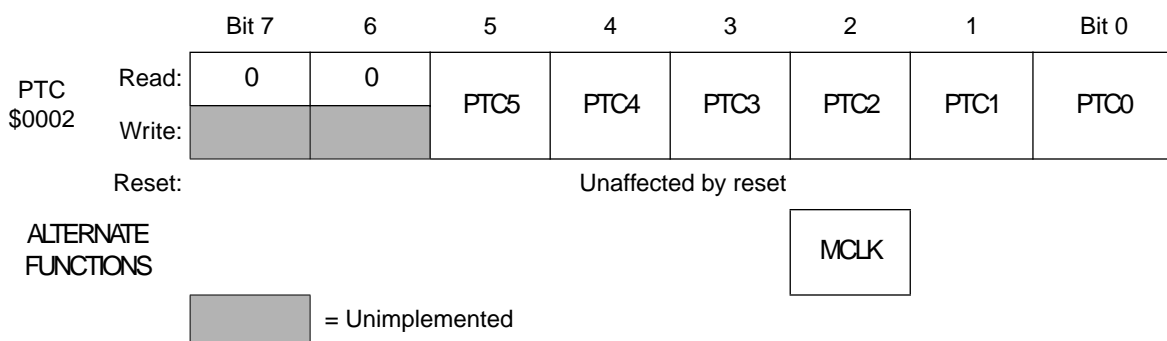 Bit 7 6 5 4 3 2 1 Bit 0
PTC
$0002
Read: 0 0 PTC5 PTC4 PTC3 PTC2 PTC1 PTC0
Write:
Reset: Unaffected by reset
ALTERNATE
FUNCTIONS
MCLK
= Unimplemented